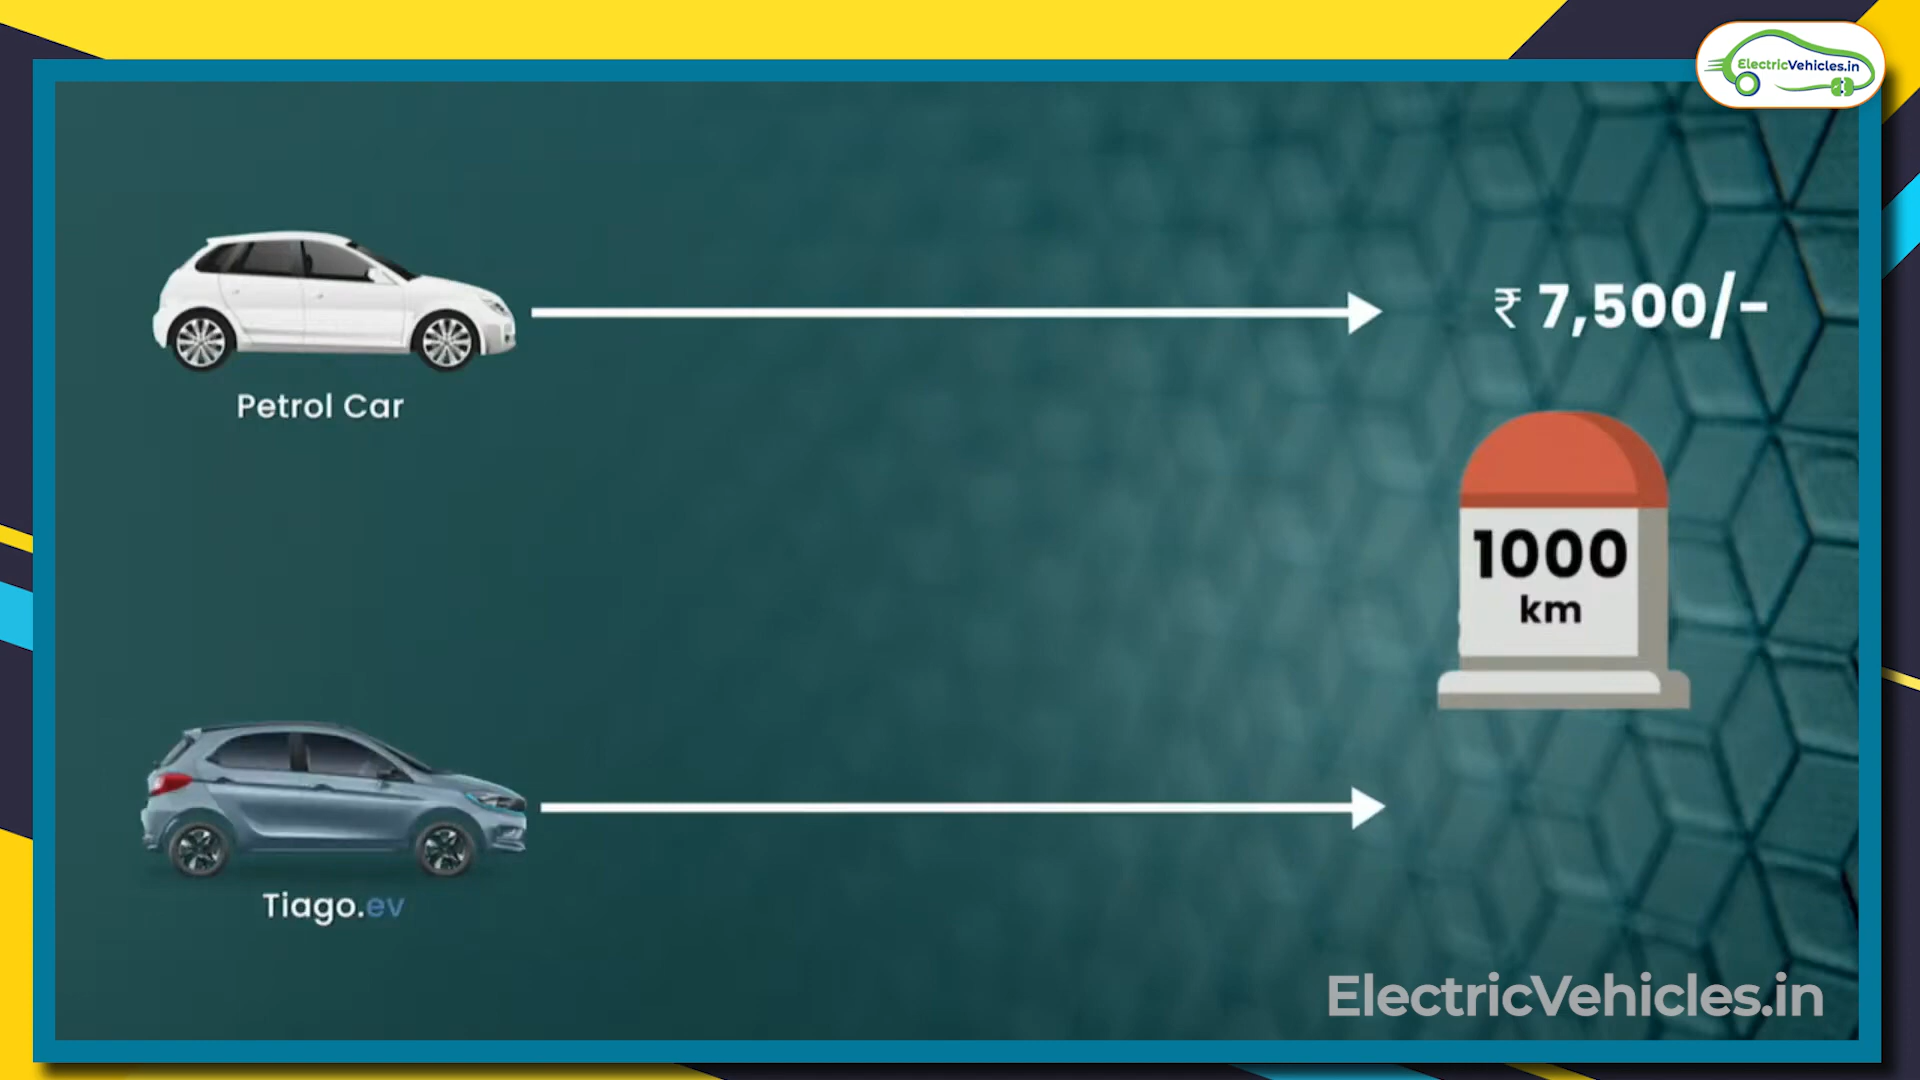 ElectricVehicles.in
₹ 7,500/-
Petrol Car
1000
km
Tiago.ev
ElectricVehicles.in